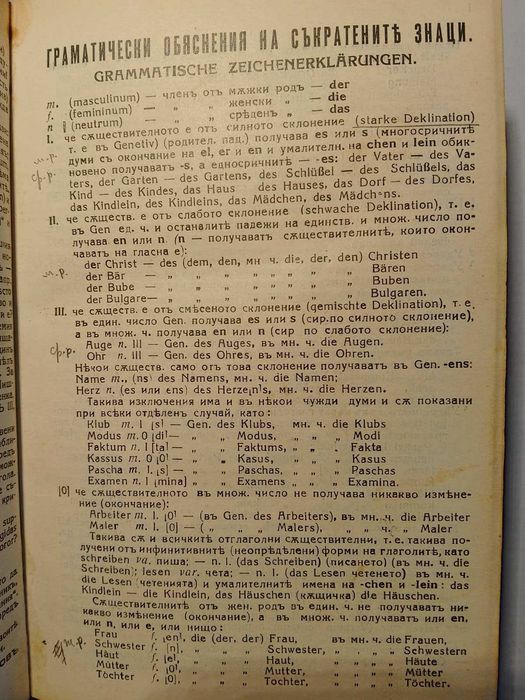 ГРАМАТИЧЕСКИ ОБЯСНЕНИЯ НА СЪКРАТЕНИТѢ ЗНАЦИ.
GRAMMATISCHE ZEICHENERKLÄRUNGEN.
m. (masculinum) — членъ отъ мѫжки родъ — der
f. (femininum) — „ „ женски „ — die
n (neutrum) — „ „ срѣденъ „ — das
I. че сѫществителното е отъ силното склонение (starke Deklination)
т. е въ Genetiv) (родител. пад.) получава es или s (многосричнитѣ
думи съ окончание на el, er и en и умалителн. на chen и lein обик-
новено получаватъ -s, а едносричнитѣ — -es: der Vater — des Va-
ters, der Garten — des Gartens, des Schlüßel — des Schlüßels, das
Kind — des Kindes, das Haus des Hauses, das Dorf — des Dorfes,
das Kindlein, des Kindleins, das Mädchen, des Mädchens.
II. че сѫществ. е отъ слабото склонение (schwache Deklination), т. е.
въ Gen ед. ч. и останалитѣ падежи на единств. и множ. число по-
лучава en или n. (n — получаватъ сѫществителнитѣ, които окон-
чаватъ на гласна e):
der Christ — des (dem, den, мн ч. die, der, den) Christen
der Bär — „ „ „ „ „ „ „ „ Bären
der Bube — „ „ „ „ „ „ „ „ Buben
der Bulgare— „ „ „ „ „ „ „ „ Bulgaren.
III. че сѫществ. е отъ смѣсеното склонение (gemischte Deklination), т. е.
въ един. число Gen. получава es или s (сир.по силното склонение),
а въ множ. ч. получава en или n (сир по слабото склонение):
Auge n. III — Gen. des Auges, въ мн. ч. die Augen.
Ohr n. III — Gen. des Ohres, въ мн. ч. die Ohren.
Нѣкои сѫществ. само отъ това склонение получаватъ въ Gen. -ens:
Name m., (ns) des Namens, мн. ч. die Namen;
Herz n. (es или ens) des Herze[n]s, мн. ч. die Herzen.
Такива изключения има и въ нѣкои чужди думи и сѫ показани
при всѣки отдѣленъ случай, като:
Klub m. I [s] — Gen. des Klubs, мн. ч. die Klubs
Modus m. 0 [di]— „ „ Modus, „ „ „ Modi
Faktum n. I [ta] — „ „ Faktums, „ „ „ Fakta
Kassus m. 0 [0] — „ „ Kasus, „ „ „ Kasus
Pascha m. I. [s] — „ „ Paschas, „ „ „ Paschas
Examen n. I [mina] „ „ Examens „ „ „ Examina.
[0] че сѫществителното въ множ. число не получава никакво измѣне-
ние (окончание):
Arbeiter m. I. [0] — (въ Gen. des Arbeiters), въ мн. ч. die Arbeiter
Maler m. I. [0] — ( „ „ „ Malers), „ „ ч. „ Maler
Такива сѫ и всичкитѣ отглаголни сѫществителни, т. е. такива по-
лучени отъ инфинитивнитѣ (неопредѣлени) форми на глаголитѣ, като
schreiben va. пиша; — n. I. (das Schreiben) (писането) (въ мн. ч. die
Schreiben); lesen var. чета; — n. I. (das Lesen четенето) въ мн. ч.
die Lesen (четенията) и умалителнитѣ имена на -chen и -lein : das
Kindlein — die Kindlein, das Häuschen (кѫщичка) die Häuschen.
Сѫществителнитѣ отъ жен. родъ въ един. ч. не получаватъ ни-
какво измѣнение (окончание), а въ множ. ч. получаватъ или en,
или n, или e, или нищо:
Frau f. [en], die (der, der) Frau, въ мн ч. die Frauen,
Schwester f. [n] „ „ „ Schwester, „ „ „ „ Schwestern
Haut f. [e], „ „ „ Haut, „ „ „ „ Häute
Mütter f. [0], „ „ „ Mutter, „ „ „ „ Mütter,
Töchter f. [0], „ „ „ Tochter, „ „ „ „ Töchter.